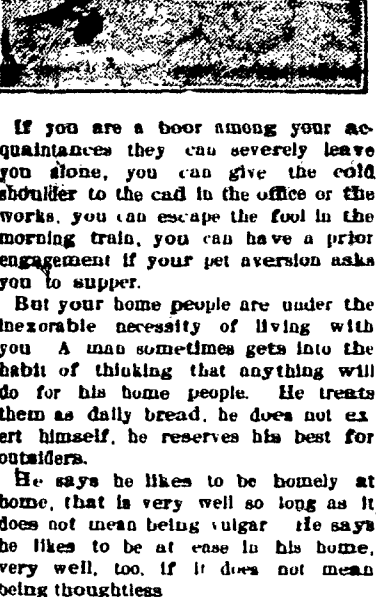 If you are a boor among your ac-
quaintances they can severely leave
you alone, you can give the cold
shoulder to the cad in the office or the
works, you can escape the fool in the
morning train, you can have a prior
engagement if your pet aversion asks
you to supper.
But your home people are under the
inexorable necessity of living with
you A man sometimes gets into the
habit of thinking that anything will
do for his home people. He treats
them as daily bread, he does not ex
ert himself, he reserves his best for
outsiders.
He says he likes to be homely at
home, that is very well so long as it
does not mean being vulgar He says
he likes to be at ease in his home,
very well, too, if it does not mean
being thoughtless